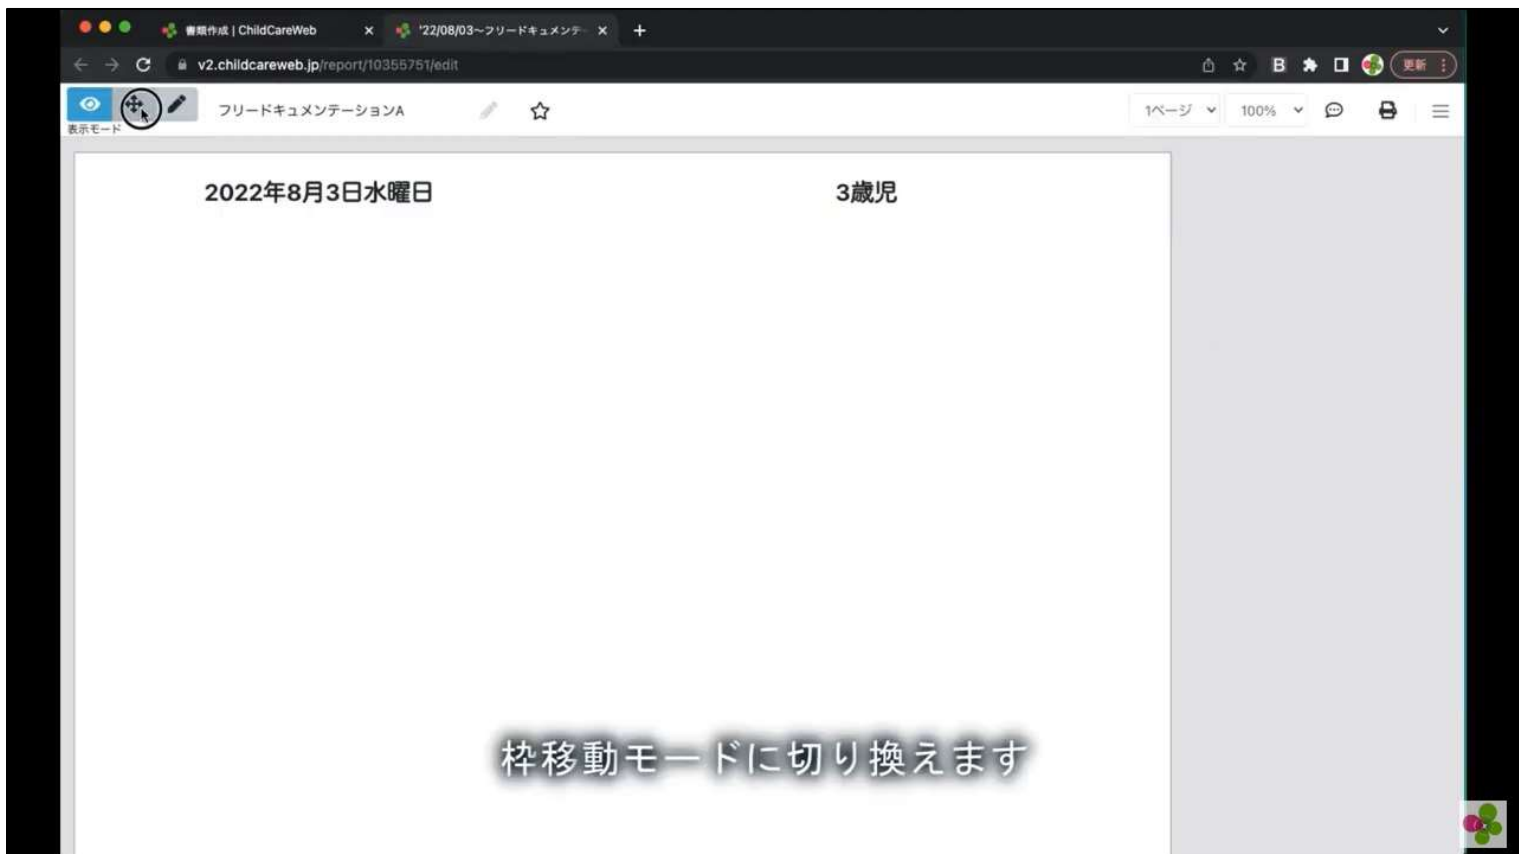 書類作成 | ChildCareWeb
'22/08/03〜フリードキュメンテ
v2.childcareweb.jp/report/10355751/edit
B
更新
表示モード
フリードキュメンテーションA
1ページ
100%
2022年8月3日水曜日
3歳児
枠移動モードに切り換えます